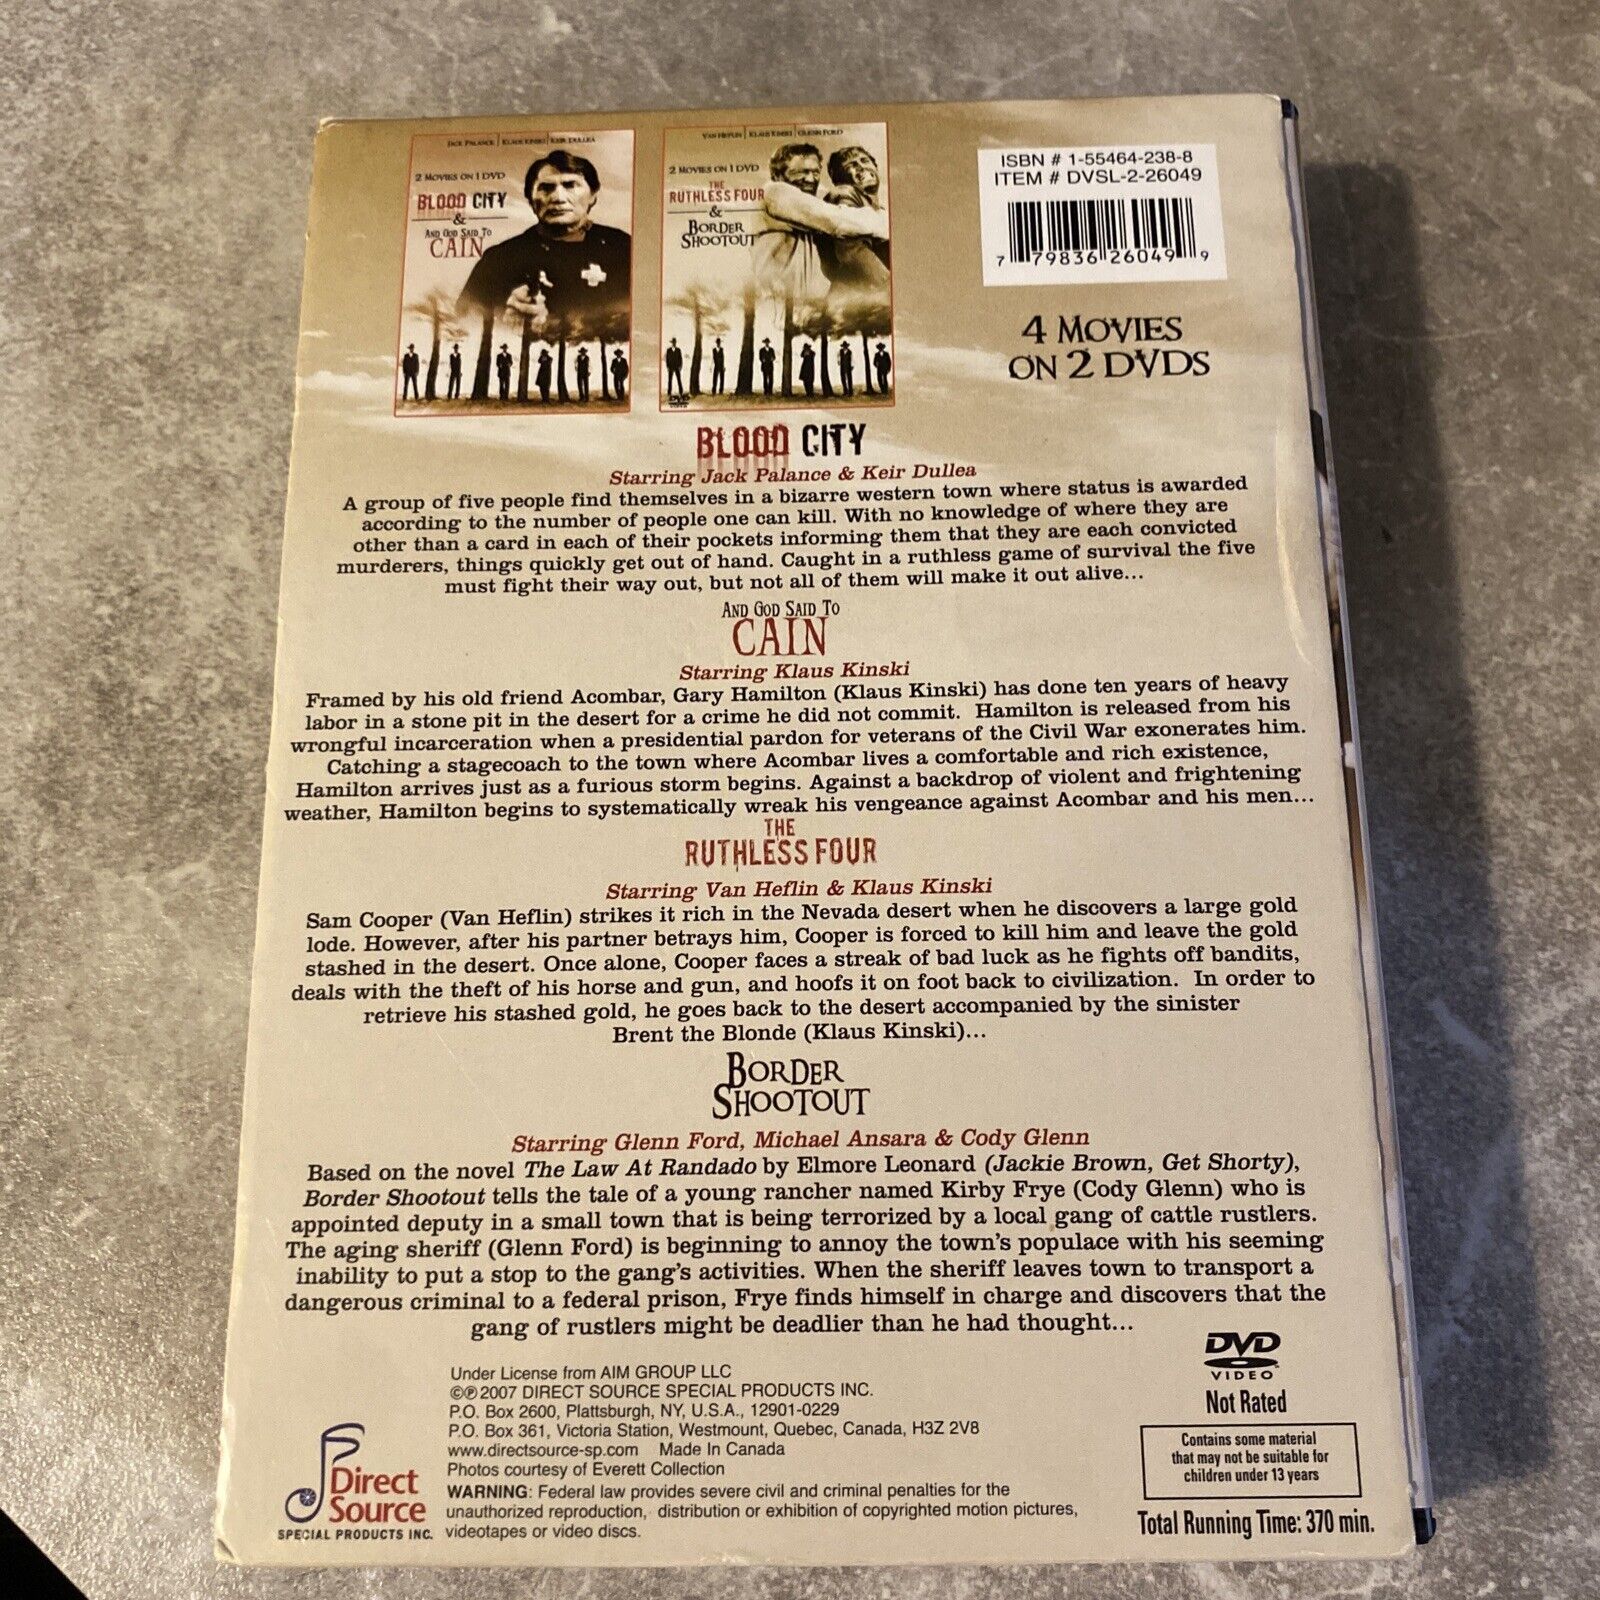 JACK PALANCE | KLAUS KINSKI | KEIR DULLEA
2 MOVIES ON 1 DVD
BLOOD CITY
&
AND GOD SAID TO
CAIN
VAN HEFLIN | KLAUS KINSKI | GLENN FORD
2 MOVIES ON 1 DVD
THE
RUTHLESS FOUR
&
BORDER
SHOOTOUT
DVD
ISBN # 1-55464-238-8
ITEM # DVSL-2-26049
7 79836 26049 9
4 MOVIES
ON 2 DVDS
BLOOD CITY
Starring Jack Palance & Keir Dullea
A group of five people find themselves in a bizarre western town where status is awarded
according to the number of people one can kill. With no knowledge of where they are
other than a card in each of their pockets informing them that they are each convicted
murderers, things quickly get out of hand. Caught in a ruthless game of survival the five
must fight their way out, but not all of them will make it out alive...
AND GOD SAID TO
CAIN
Starring Klaus Kinski
Framed by his old friend Acombar, Gary Hamilton (Klaus Kinski) has done ten years of heavy
labor in a stone pit in the desert for a crime he did not commit. Hamilton is released from his
wrongful incarceration when a presidential pardon for veterans of the Civil War exonerates him.
Catching a stagecoach to the town where Acombar lives a comfortable and rich existence,
Hamilton arrives just as a furious storm begins. Against a backdrop of violent and frightening
weather, Hamilton begins to systematically wreak his vengeance against Acombar and his men...
THE
RUTHLESS FOUR
Starring Van Heflin & Klaus Kinski
Sam Cooper (Van Heflin) strikes it rich in the Nevada desert when he discovers a large gold
lode. However, after his partner betrays him, Cooper is forced to kill him and leave the gold
stashed in the desert. Once alone, Cooper faces a streak of bad luck as he fights off bandits,
deals with the theft of his horse and gun, and hoofs it on foot back to civilization. In order to
retrieve his stashed gold, he goes back to the desert accompanied by the sinister
Brent the Blonde (Klaus Kinski)...
BORDER
SHOOTOUT
Starring Glenn Ford, Michael Ansara & Cody Glenn
Based on the novel The Law At Randado by Elmore Leonard (Jackie Brown, Get Shorty),
Border Shootout tells the tale of a young rancher named Kirby Frye (Cody Glenn) who is
appointed deputy in a small town that is being terrorized by a local gang of cattle rustlers.
The aging sheriff (Glenn Ford) is beginning to annoy the town's populace with his seeming
inability to put a stop to the gang's activities. When the sheriff leaves town to transport a
dangerous criminal to a federal prison, Frye finds himself in charge and discovers that the
gang of rustlers might be deadlier than he had thought...
Under License from AIM GROUP LLC
©℗2007 DIRECT SOURCE SPECIAL PRODUCTS INC.
P.O. Box 2600, Plattsburgh, NY, U.S.A., 12901-0229
P.O. Box 361, Victoria Station, Westmount, Quebec, Canada, H3Z 2V8
www.directsource-sp.com Made In Canada
Photos courtesy of Everett Collection
WARNING: Federal law provides severe civil and criminal penalties for the
unauthorized reproduction, distribution or exhibition of copyrighted motion pictures,
videotapes or video discs.
Direct
Source
SPECIAL PRODUCTS INC.
DVD
VIDEO
Not Rated
Contains some material
that may not be suitable for
children under 13 years
Total Running Time: 370 min.